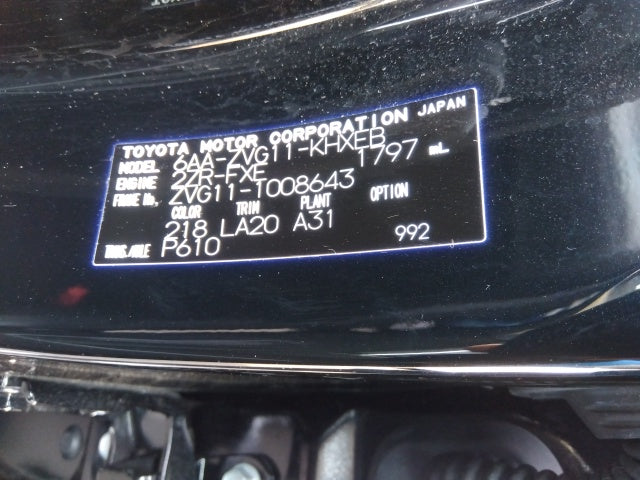 TOYOTA MOTOR CORPORATION JAPAN
MODEL 6AA-ZVG11-KHXEB
ENGINE 2ZR-FXE 1797 mL
FRAME No. ZVG11-T008643
COLOR TRIM PLANT OPTION
218 LA20 A31
TRANS.AXLE P610 992